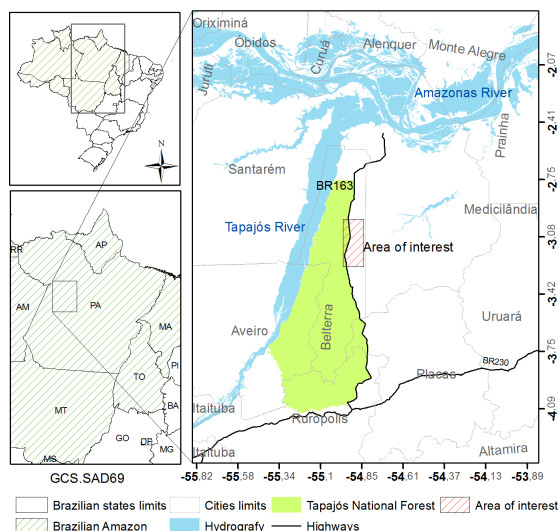 N
RR
AP
AM
PA
MA
TO
PI
MT
BA
GO
DF
MG
MS
GCS.SAD69
Oriximiná
Óbidos
Curuá
Alenquer
Monte Alegre
Juruti
Amazonas River
Prainha
Santarém
BR163
Medicilândia
Tapajós River
Area of interest
Uruará
Belterra
Aveiro
BR230
Placas
Itaituba
Rurópolis
Altamira
Itaituba
-2.07
-2.41
-2.75
-3.08
-3.42
-3.75
-4.09
-55.82 -55.58 -55.34 -55.1 -54.85 -54.61 -54.37 -54.13 -53.89
Brazilian states limits Cities limits Tapajós National Forest Area of interest
Brazilian Amazon Hydrografy Highways